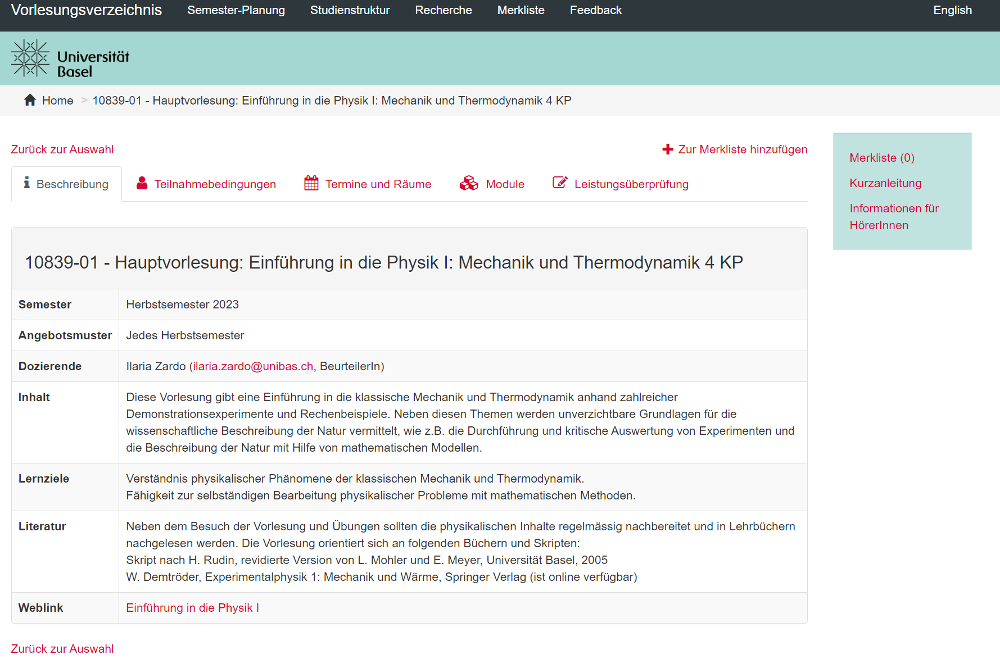 Vorlesungsverzeichnis Semester-Planung Studienstruktur Recherche Merkliste Feedback English
Universität
Basel
Home > 10839-01 - Hauptvorlesung: Einführung in die Physik I: Mechanik und Thermodynamik 4 KP
Zurück zur Auswahl
Zur Merkliste hinzufügen
Beschreibung Teilnahmebedingungen Termine und Räume Module Leistungsüberprüfung
Merkliste (0)
Kurzanleitung
Informationen für
HörerInnen
10839-01 - Hauptvorlesung: Einführung in die Physik I: Mechanik und Thermodynamik 4 KP
Semester Herbstsemester 2023
Angebotsmuster Jedes Herbstsemester
Dozierende Ilaria Zardo (ilaria.zardo@unibas.ch, BeurteilerIn)
Inhalt Diese Vorlesung gibt eine Einführung in die klassische Mechanik und Thermodynamik anhand zahlreicher
Demonstrationsexperimente und Rechenbeispiele. Neben diesen Themen werden unverzichtbare Grundlagen für die
wissenschaftliche Beschreibung der Natur vermittelt, wie z.B. die Durchführung und kritische Auswertung von Experimenten und
die Beschreibung der Natur mit Hilfe von mathematischen Modellen.
Lernziele Verständnis physikalischer Phänomene der klassischen Mechanik und Thermodynamik.
Fähigkeit zur selbständigen Bearbeitung physikalischer Probleme mit mathematischen Methoden.
Literatur Neben dem Besuch der Vorlesung und Übungen sollten die physikalischen Inhalte regelmässig nachbereitet und in Lehrbüchern
nachgelesen werden. Die Vorlesung orientiert sich an folgenden Büchern und Skripten:
Skript nach H. Rudin, revidierte Version von L. Mohler und E. Meyer, Universität Basel, 2005
W. Demtröder, Experimentalphysik 1: Mechanik und Wärme, Springer Verlag (ist online verfügbar)
Weblink Einführung in die Physik I
Zurück zur Auswahl